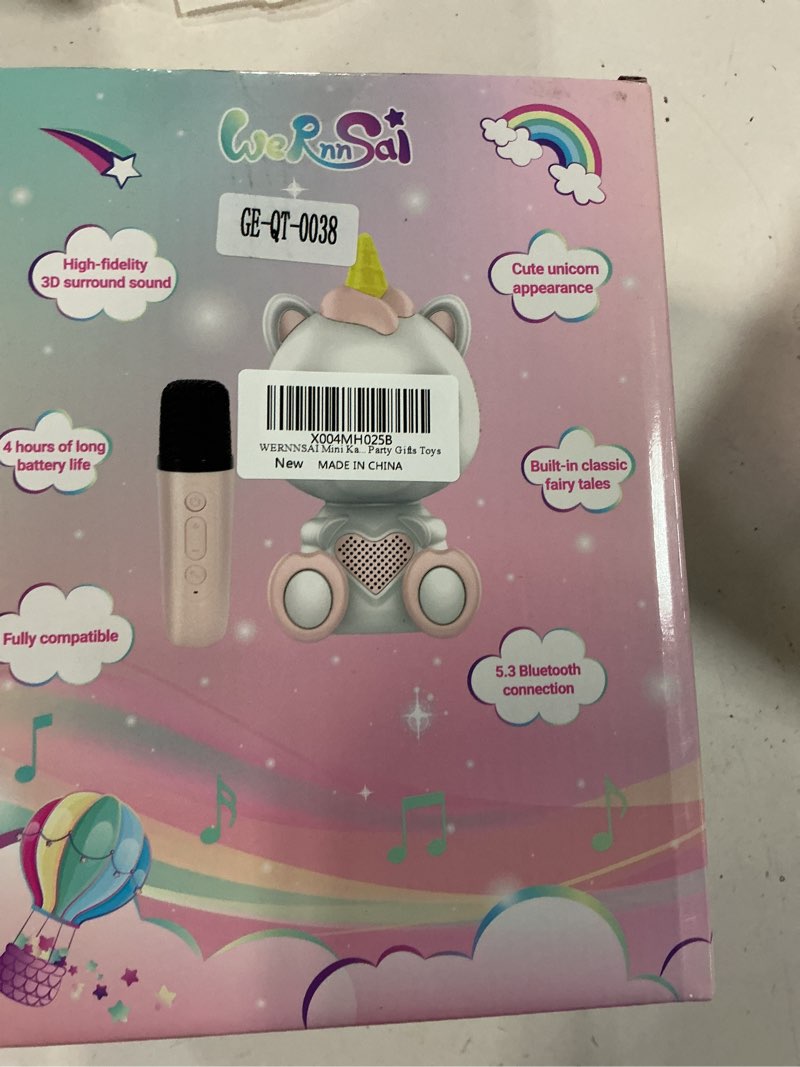 WeRnnSai
GE-QT-0038
High-fidelity
3D surround sound
Cute unicorn
appearance
X004MH025B
WERNNSAI Mini Ka... Party Gifts Toys
New MADE IN CHINA
4 hours of long
battery life
Built-in classic
fairy tales
Fully compatible
5.3 Bluetooth
connection